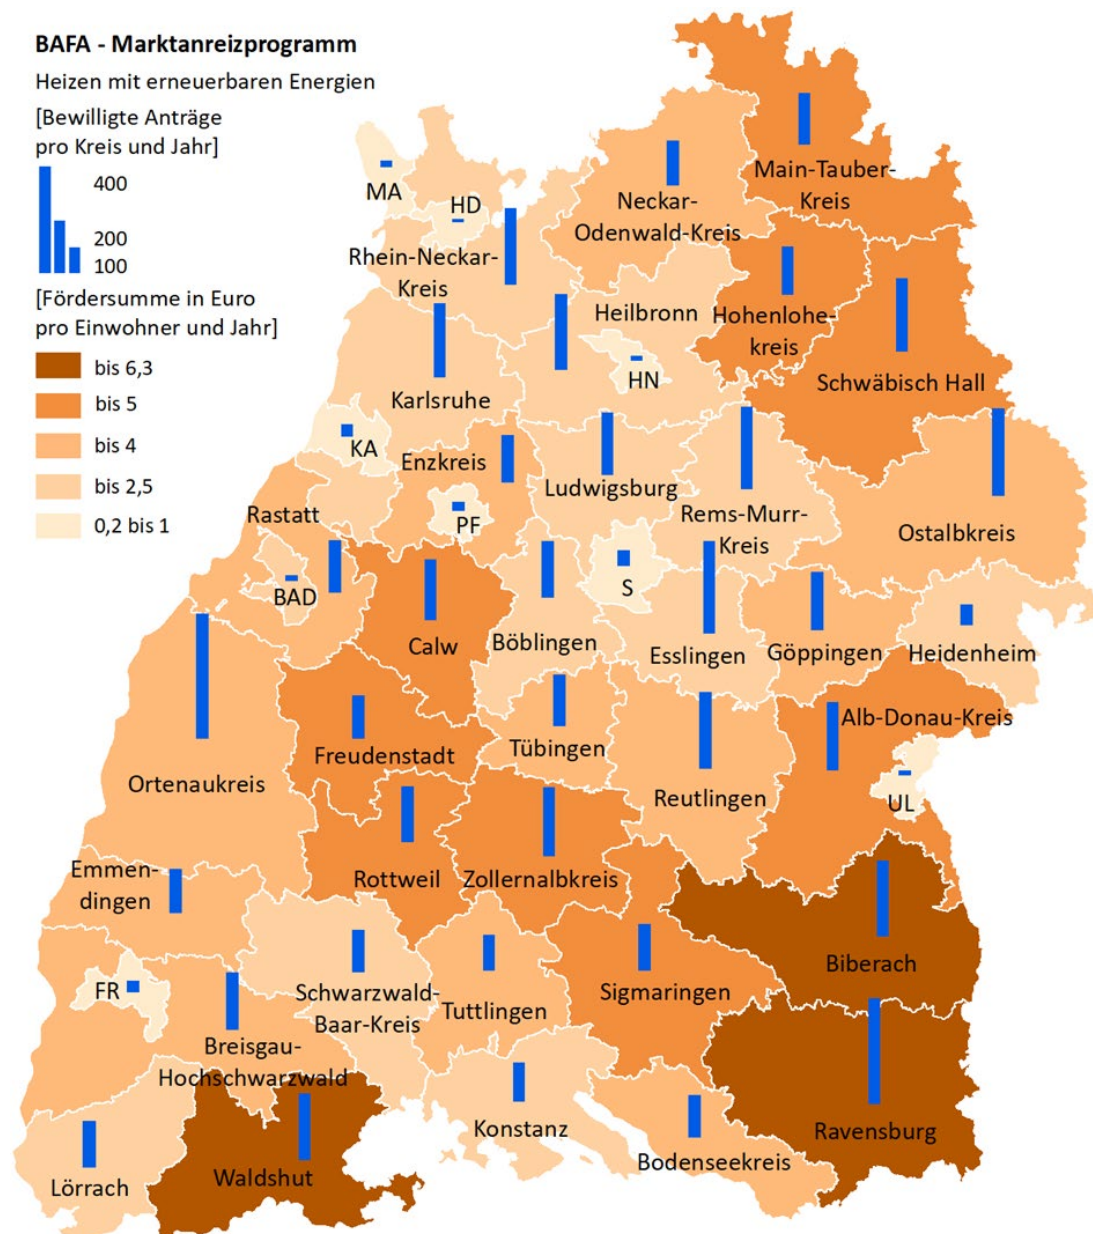 BAFA - Marktanreizprogramm
Heizen mit erneuerbaren Energien
[Bewilligte Anträge
pro Kreis und Jahr]
400
200
100
[Fördersumme in Euro
pro Einwohner und Jahr]
bis 6,3
bis 5
bis 4
bis 2,5
0,2 bis 1
Main-Tauber-
Kreis
MA
HD
Neckar-
Odenwald-Kreis
Rhein-Neckar-
Kreis
Heilbronn
Hohenlohe-
kreis
HN
Schwäbisch Hall
Karlsruhe
KA
Enzkreis
Ludwigsburg
Rastatt
PF
Rems-Murr-
Kreis
Ostalbkreis
BAD
S
Calw
Böblingen
Esslingen
Göppingen
Heidenheim
Alb-Donau-Kreis
Freudenstadt
Tübingen
Ortenaukreis
Reutlingen
UL
Emmen-
dingen
Rottweil
Zollernalbkreis
Biberach
FR
Schwarzwald-
Baar-Kreis
Tuttlingen
Sigmaringen
Breisgau-
Hochschwarzwald
Konstanz
Ravensburg
Bodenseekreis
Waldshut
Lörrach